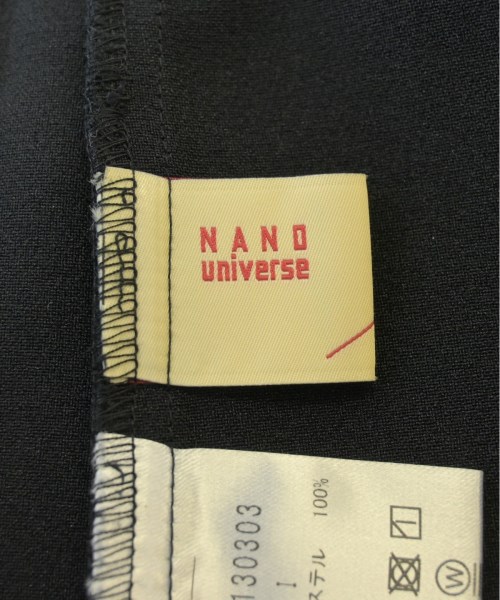 NANO
universe
130303
ステル 100%
W